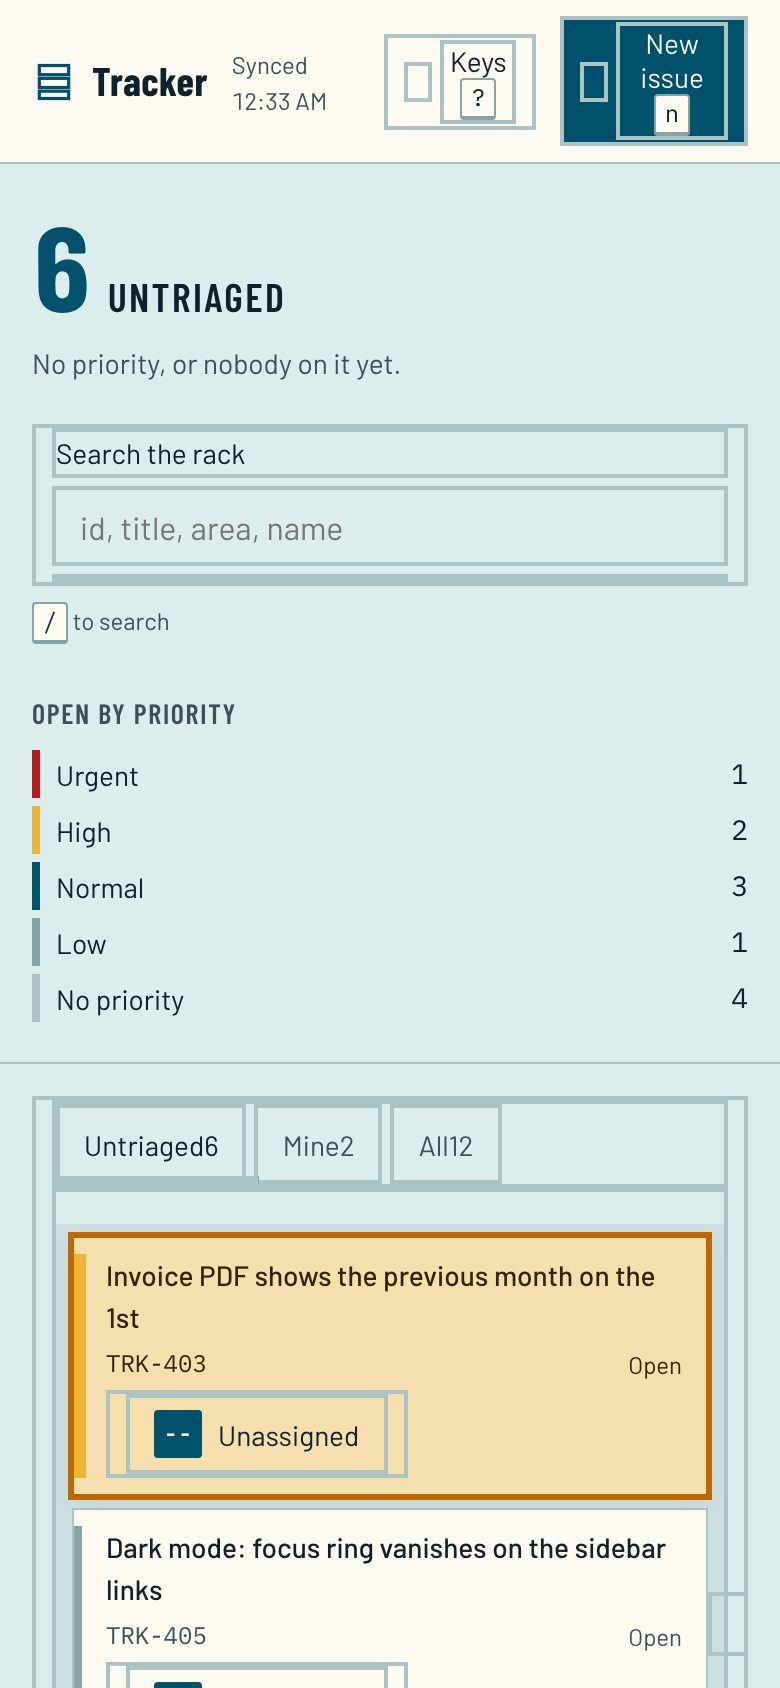 Tracker
Synced
12:33 AM
Keys
?
New
issue
n
6 UNTRIAGED
No priority, or nobody on it yet.
Search the rack
id, title, area, name
/ to search
OPEN BY PRIORITY
Urgent 1
High 2
Normal 3
Low 1
No priority 4
Untriaged6 Mine2 All12
Invoice PDF shows the previous month on the
1st
TRK-403 Open
-- Unassigned
Dark mode: focus ring vanishes on the sidebar
links
TRK-405 Open